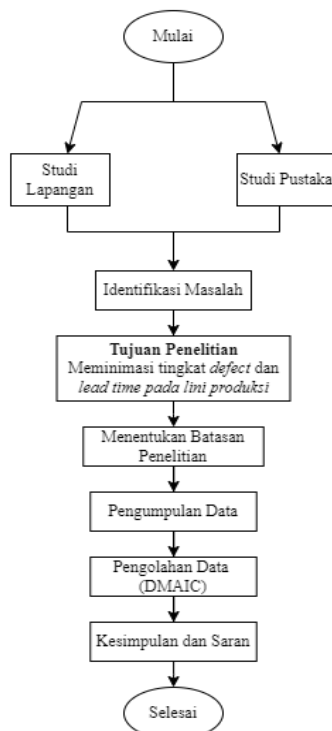 Mulai
Studi
Lapangan
Studi Pustaka
Identifikasi Masalah
Tujuan Penelitian
Meminimasi tingkat defect dan
lead time pada lini produksi
Menentukan Batasan
Penelitian
Pengumpulan Data
Pengolahan Data
(DMAIC)
Kesimpulan dan Saran
Selesai